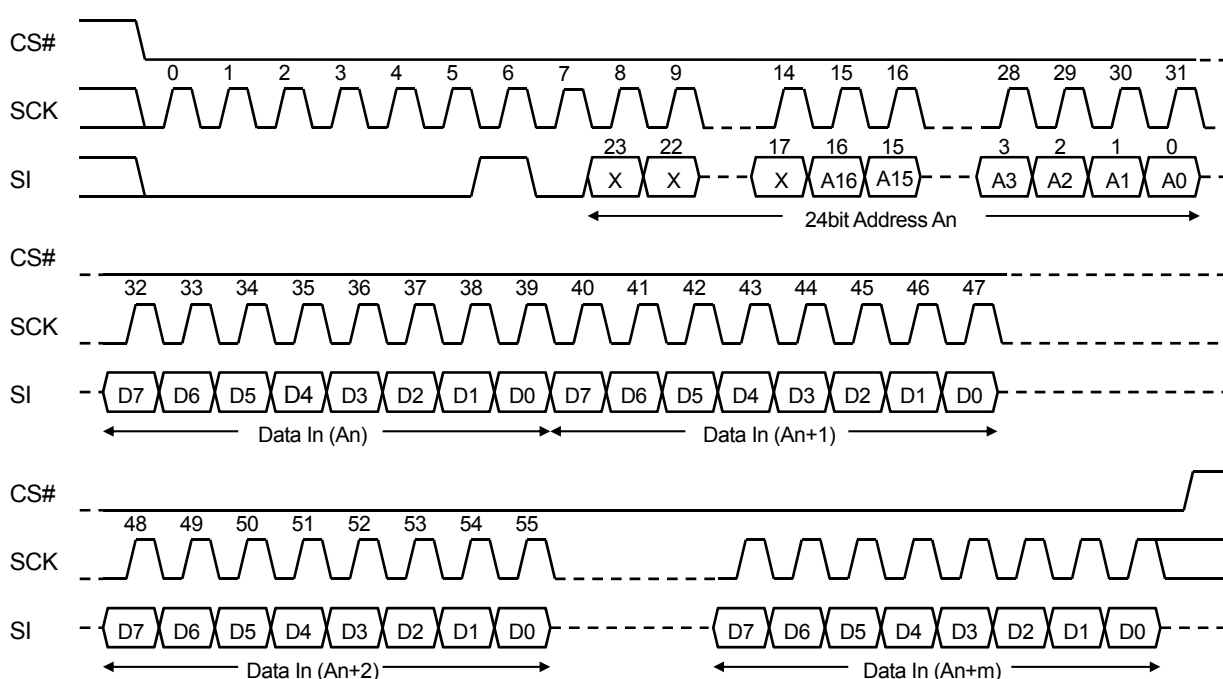 CS#
0 1 2 3 4 5 6 7 8 9 14 15 16 28 29 30 31
SCK
23 22 17 16 15 3 2 1 0
SI X X X A16 A15 A3 A2 A1 A0
24bit Address An
CS#
32 33 34 35 36 37 38 39 40 41 42 43 44 45 46 47
SCK
SI D7 D6 D5 D4 D3 D2 D1 D0 D7 D6 D5 D4 D3 D2 D1 D0
Data In (An) Data In (An+1)
CS#
48 49 50 51 52 53 54 55
SCK
SI D7 D6 D5 D4 D3 D2 D1 D0 D7 D6 D5 D4 D3 D2 D1 D0
Data In (An+2) Data In (An+m)